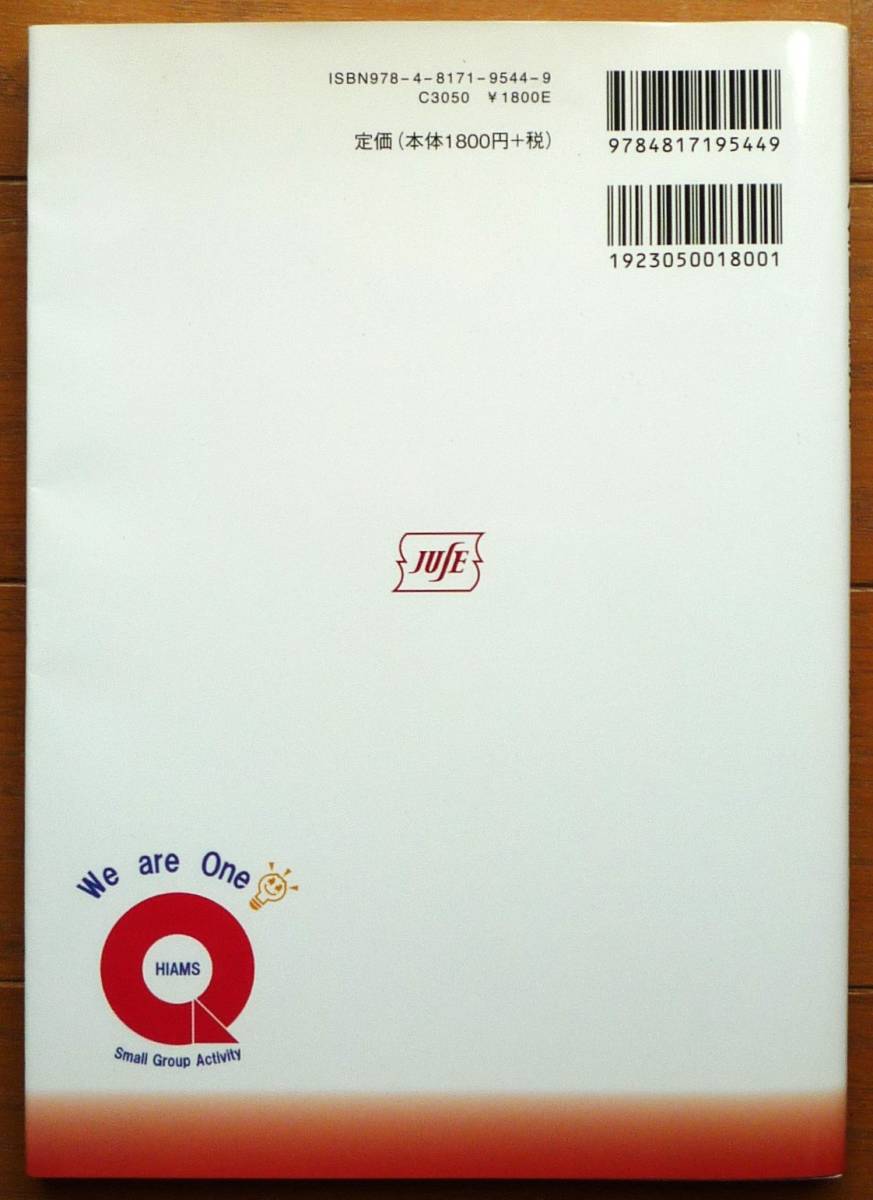 ISBN978-4-8171-9544-9
C3050 ￥1800E
定価(本体1800円+税)
9784817195449
1923050018001
JUSE
We are One
HIAMS
Small Group Activity